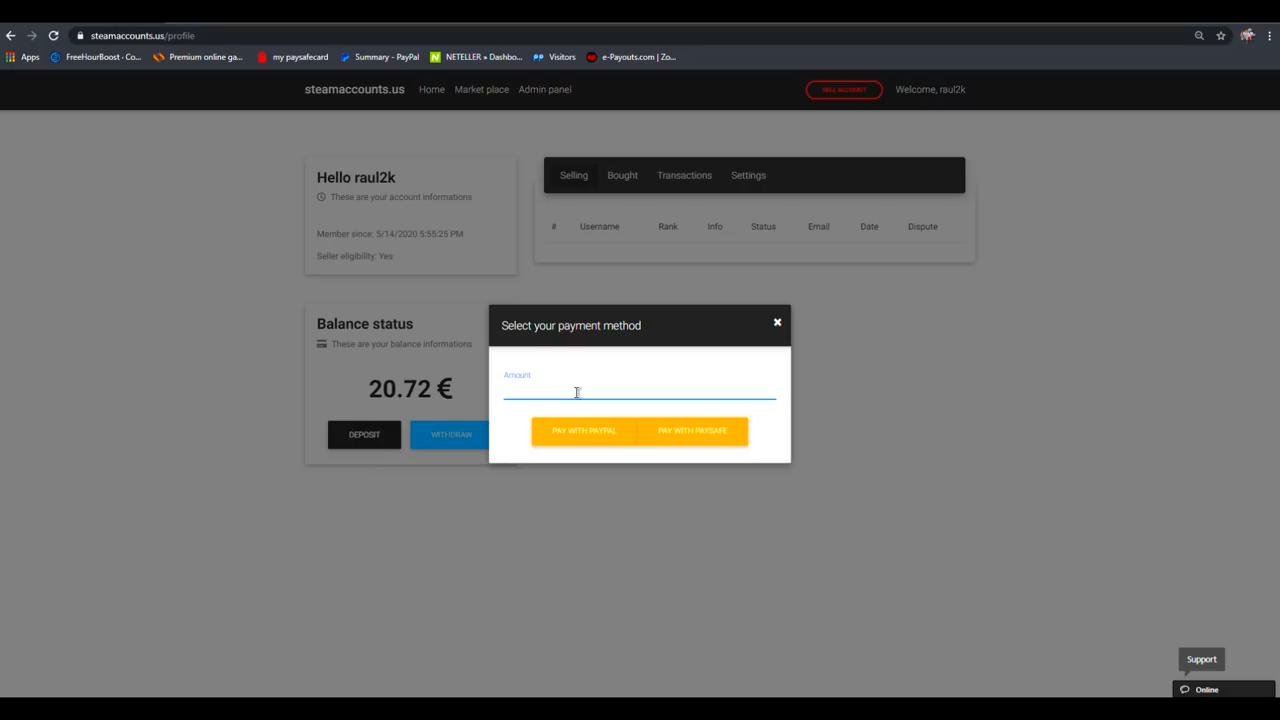 steamaccounts.us/profile
Apps FreeHourBoost - Co... Premium online ga... my paysafecard Summary - PayPal NETELLER » Dashbo... Visitors e-Payouts.com | Zo...
steamaccounts.us Home Market place Admin panel SELL ACCOUNT Welcome, raul2k
Hello raul2k
These are your account informations
Member since: 5/14/2020 5:55:25 PM
Seller eligibility: Yes
Selling Bought Transactions Settings
# Username Rank Info Status Email Date Dispute
Balance status
These are your balance informations
20.72 €
DEPOSIT WITHDRAW
Select your payment method
Amount
PAY WITH PAYPAL PAY WITH PAYSAFE
Support
Online